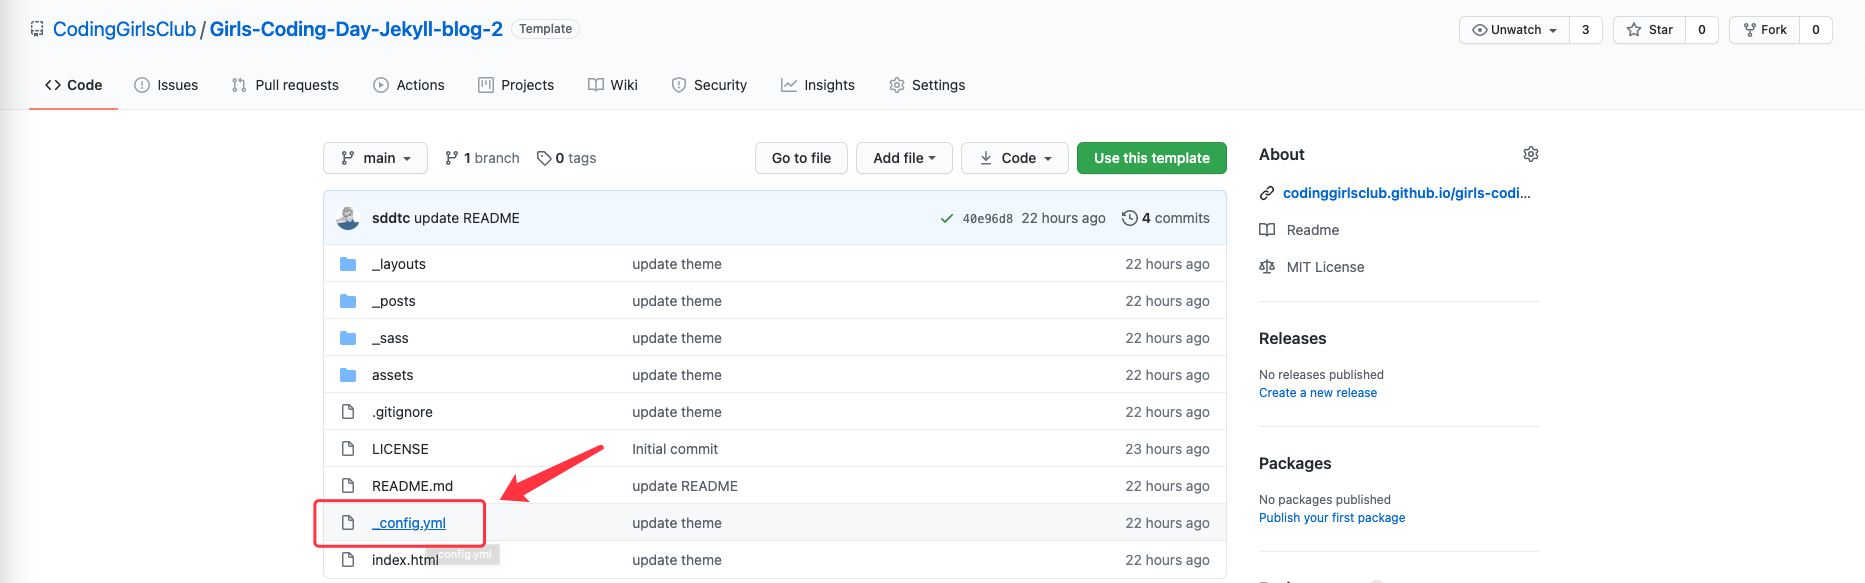 CodingGirlsClub / Girls-Coding-Day-Jekyll-blog-2 Template
Unwatch 3 Star 0 Fork 0
Code Issues Pull requests Actions Projects Wiki Security Insights Settings
main 1 branch 0 tags Go to file Add file Code Use this template
sddtc update README 40e96d8 22 hours ago 4 commits
_layouts update theme 22 hours ago
_posts update theme 22 hours ago
_sass update theme 22 hours ago
assets update theme 22 hours ago
.gitignore update theme 22 hours ago
LICENSE Initial commit 23 hours ago
README.md update README 22 hours ago
_config.yml update theme 22 hours ago
_config.yml
index.html update theme 22 hours ago
About
codinggirlsclub.github.io/girls-codi...
Readme
MIT License
Releases
No releases published
Create a new release
Packages
No packages published
Publish your first package